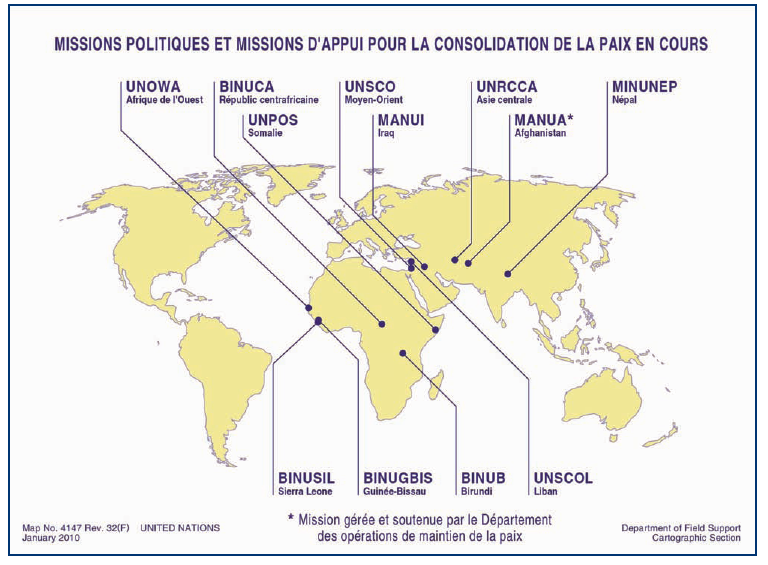 MISSIONS POLITIQUES ET MISSIONS D'APPUI POUR LA CONSOLIDATION DE LA PAIX EN COURS
UNOWA
Afrique de l'Ouest
BINUCA
Républic centrafricaine
UNSCO
Moyen-Orient
UNRCCA
Asie centrale
MINUNEP
Népal
UNPOS
Somalie
MANUI
Iraq
MANUA*
Afghanistan
BINUSIL
Sierra Leone
BINUGBIS
Guinée-Bissau
BINUB
Birundi
UNSCOL
Liban
* Mission gérée et soutenue par le Département
des opérations de maintien de la paix
Map No. 4147 Rev. 32(F) UNITED NATIONS
January 2010
Department of Field Support
Cartographic Section